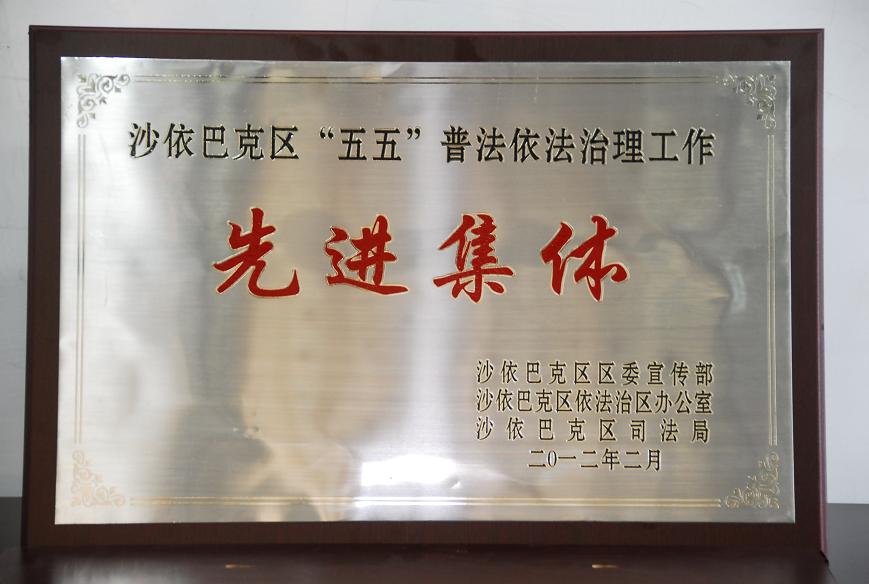 沙依巴克区“五五”普法依法治理工作
先进集体
沙依巴克区区委宣传部
沙依巴克区依法治区办公室
沙依巴克区司法局
二0一二年二月